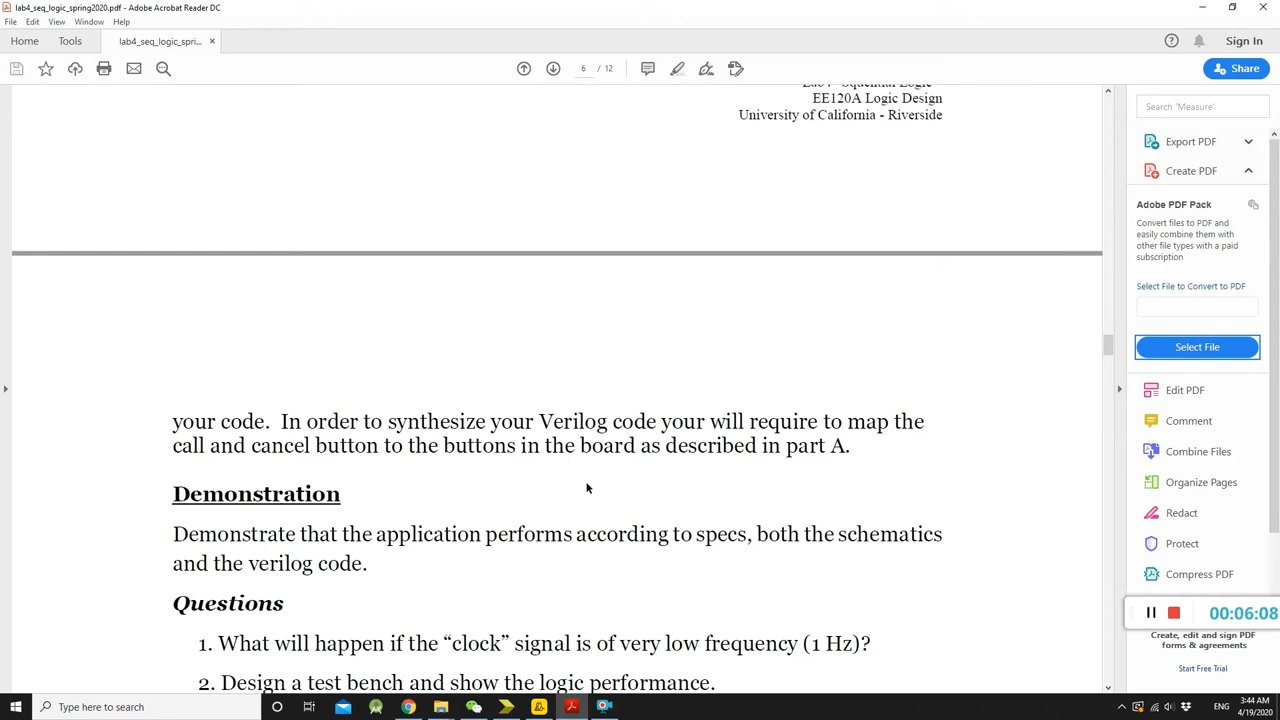 lab4_seq_logic_spring2020.pdf - Adobe Acrobat Reader DC
File Edit View Window Help
Home Tools lab4_seq_logic_spri... × Sign In
6 / 12 Share
Lab4 "Squential Logic"
EE120A Logic Design
University of California - Riverside
your code. In order to synthesize your Verilog code your will require to map the
call and cancel button to the buttons in the board as described in part A.
Demonstration
Demonstrate that the application performs according to specs, both the schematics
and the verilog code.
Questions
1. What will happen if the “clock” signal is of very low frequency (1 Hz)?
2. Design a test bench and show the logic performance.
Search 'Measure'
Export PDF
Create PDF
Adobe PDF Pack
Convert files to PDF and
easily combine them with
other file types with a paid
subscription
Select File to Convert to PDF
Select File
Edit PDF
Comment
Combine Files
Organize Pages
Redact
Protect
Compress PDF
00:06:08
Create, edit and sign PDF
forms & agreements
Start Free Trial
Type here to search
ENG
3:44 AM
4/19/2020